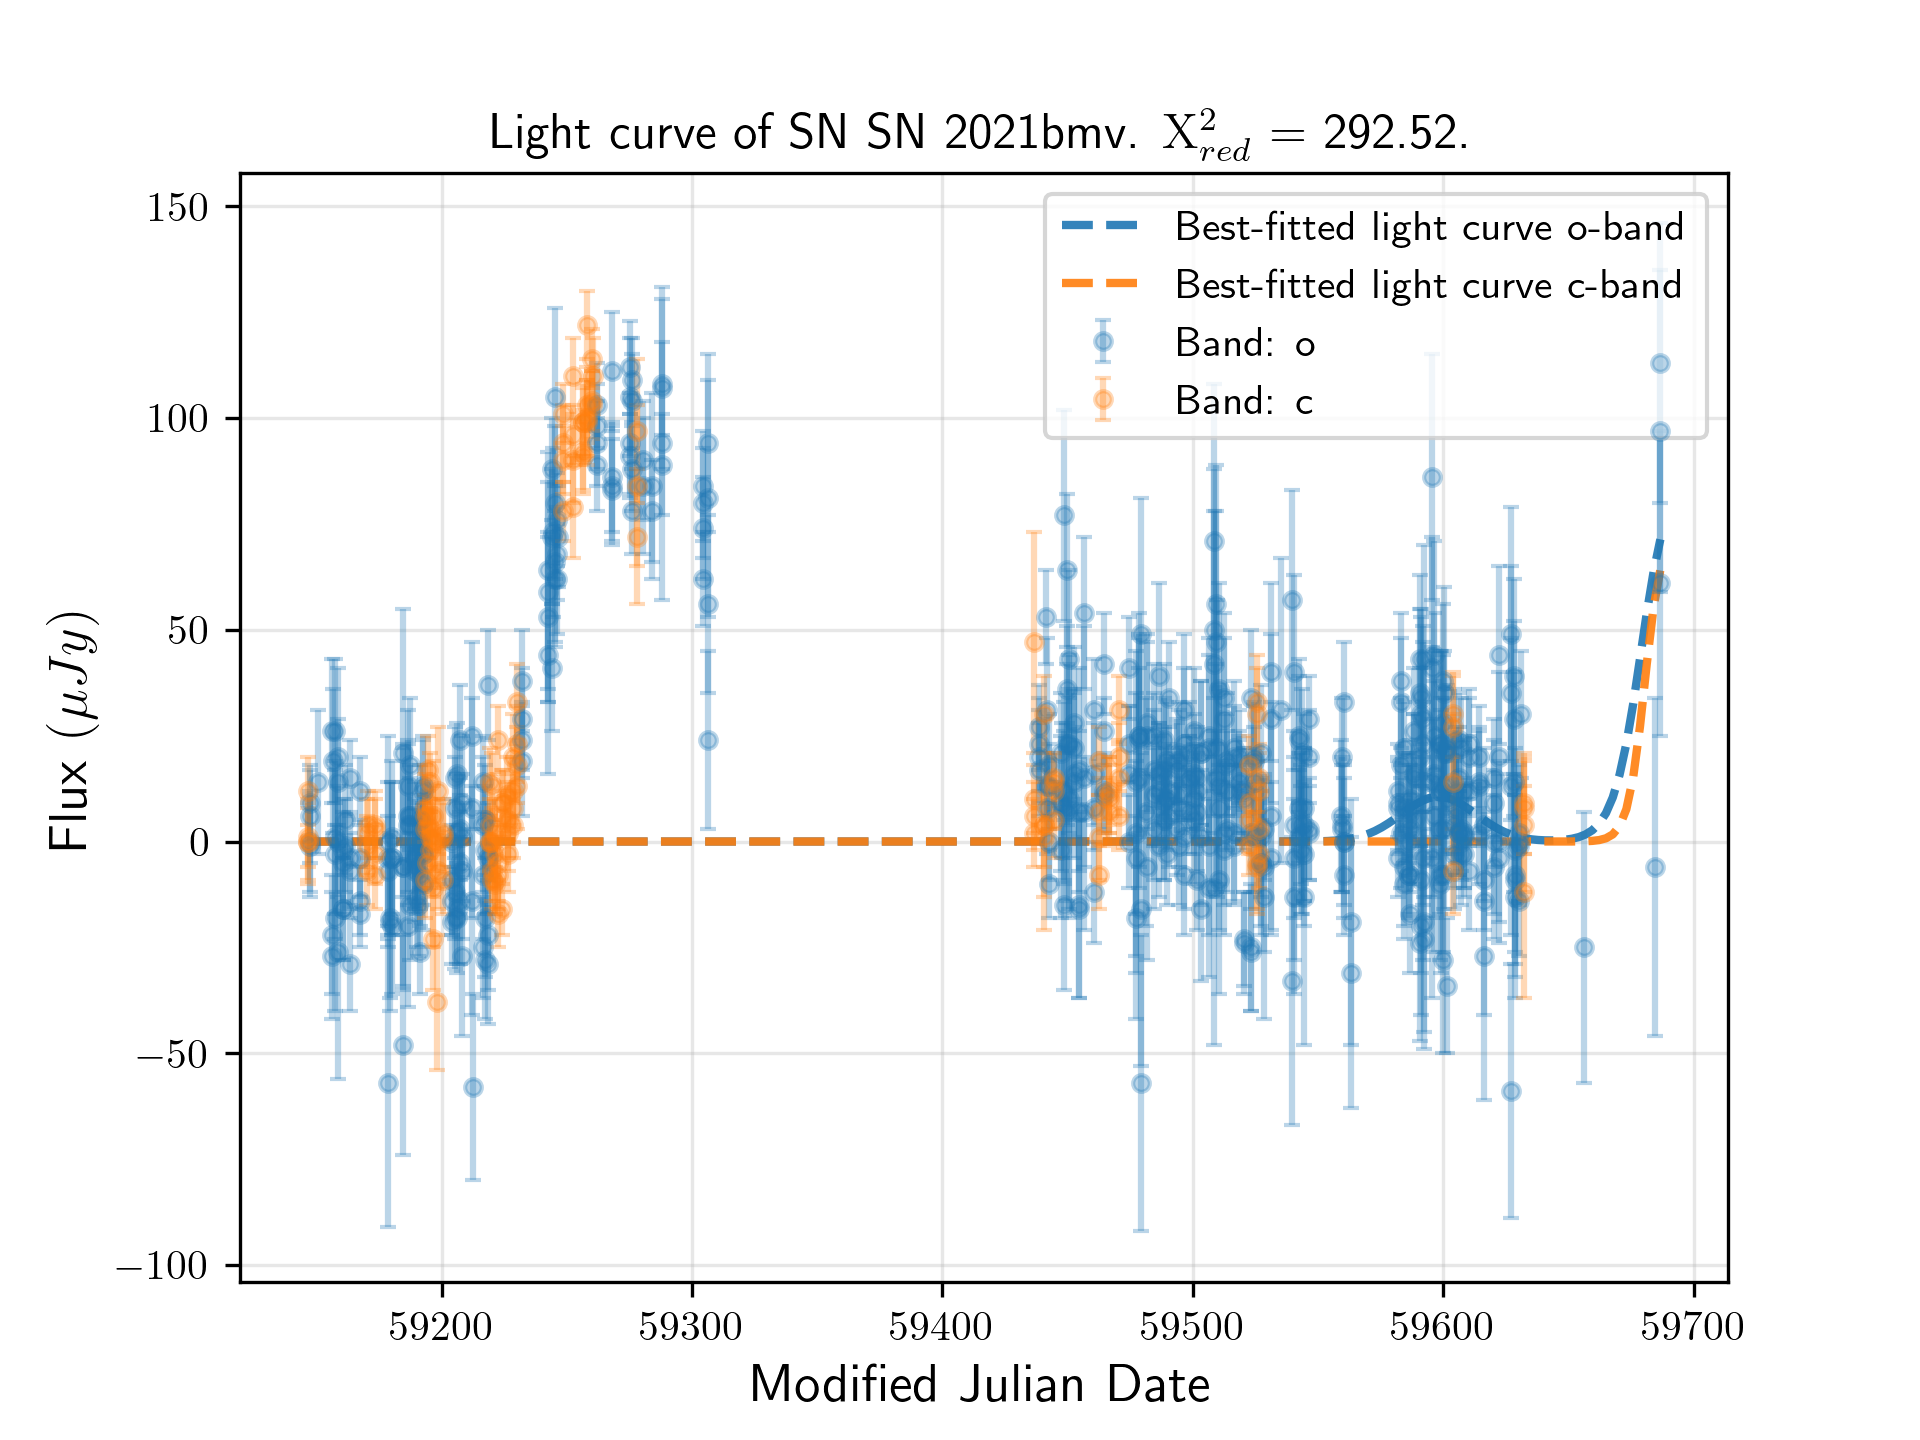 Light curve of SN SN 2021bmv. X²_red = 292.52.
Best-fitted light curve o-band
Best-fitted light curve c-band
Band: o
Band: c
150
100
50
0
−50
−100
Flux (μJy)
59200 59300 59400 59500 59600 59700
Modified Julian Date